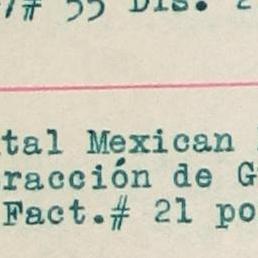 # 55 Dis. 2
tal Mexican
racción de G
Fact.# 21 po